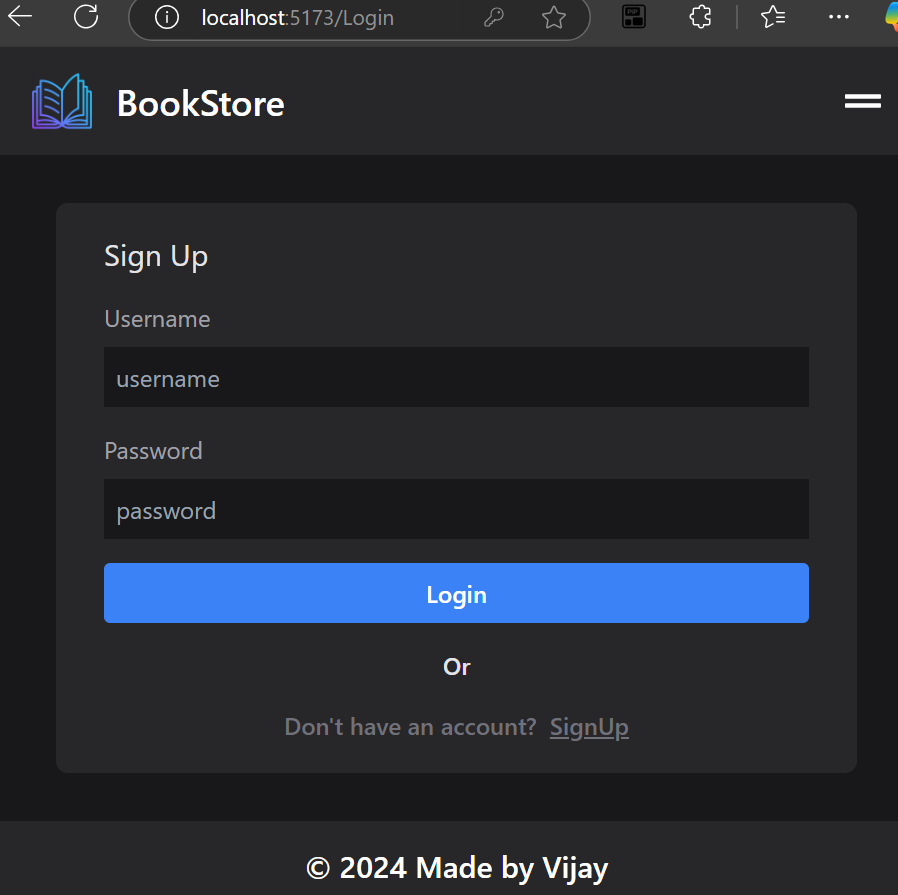 localhost:5173/Login
BookStore
Sign Up
Username
username
Password
password
Login
Or
Don't have an account? SignUp
© 2024 Made by Vijay